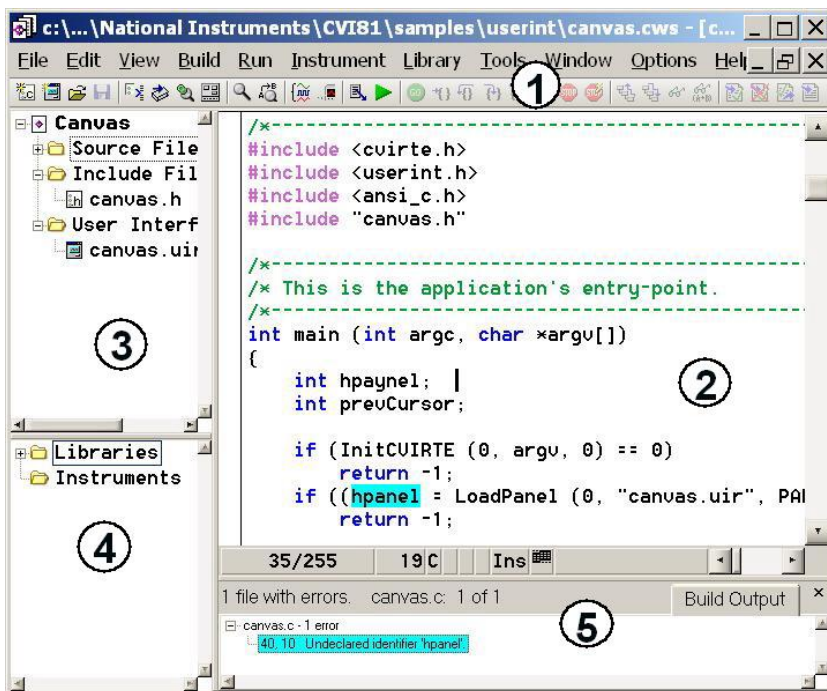 c:\...\National Instruments\CVI81\samples\userint\canvas.cws - [c...
File Edit View Build Run Instrument Library Tools Window Options Hel
1
Canvas
Source File
Include Fil
canvas.h
User Interf
canvas.uir
3
Libraries
Instruments
4
/*----------------------------------------------------
#include <cvirte.h>
#include <userint.h>
#include <ansi_c.h>
#include "canvas.h"
/*----------------------------------------------------
/* This is the application's entry-point.
/*----------------------------------------------------
int main (int argc, char *argv[])
{
int hpaynel;
int prevCursor;
2
if (InitCVIRTE (0, argv, 0) == 0)
return -1;
if ((hpanel = LoadPanel (0, "canvas.uir", PAN
return -1;
35/255 19 C Ins
1 file with errors. canvas.c: 1 of 1 Build Output
canvas.c - 1 error
40, 10 Undeclared identifier 'hpanel'.
5